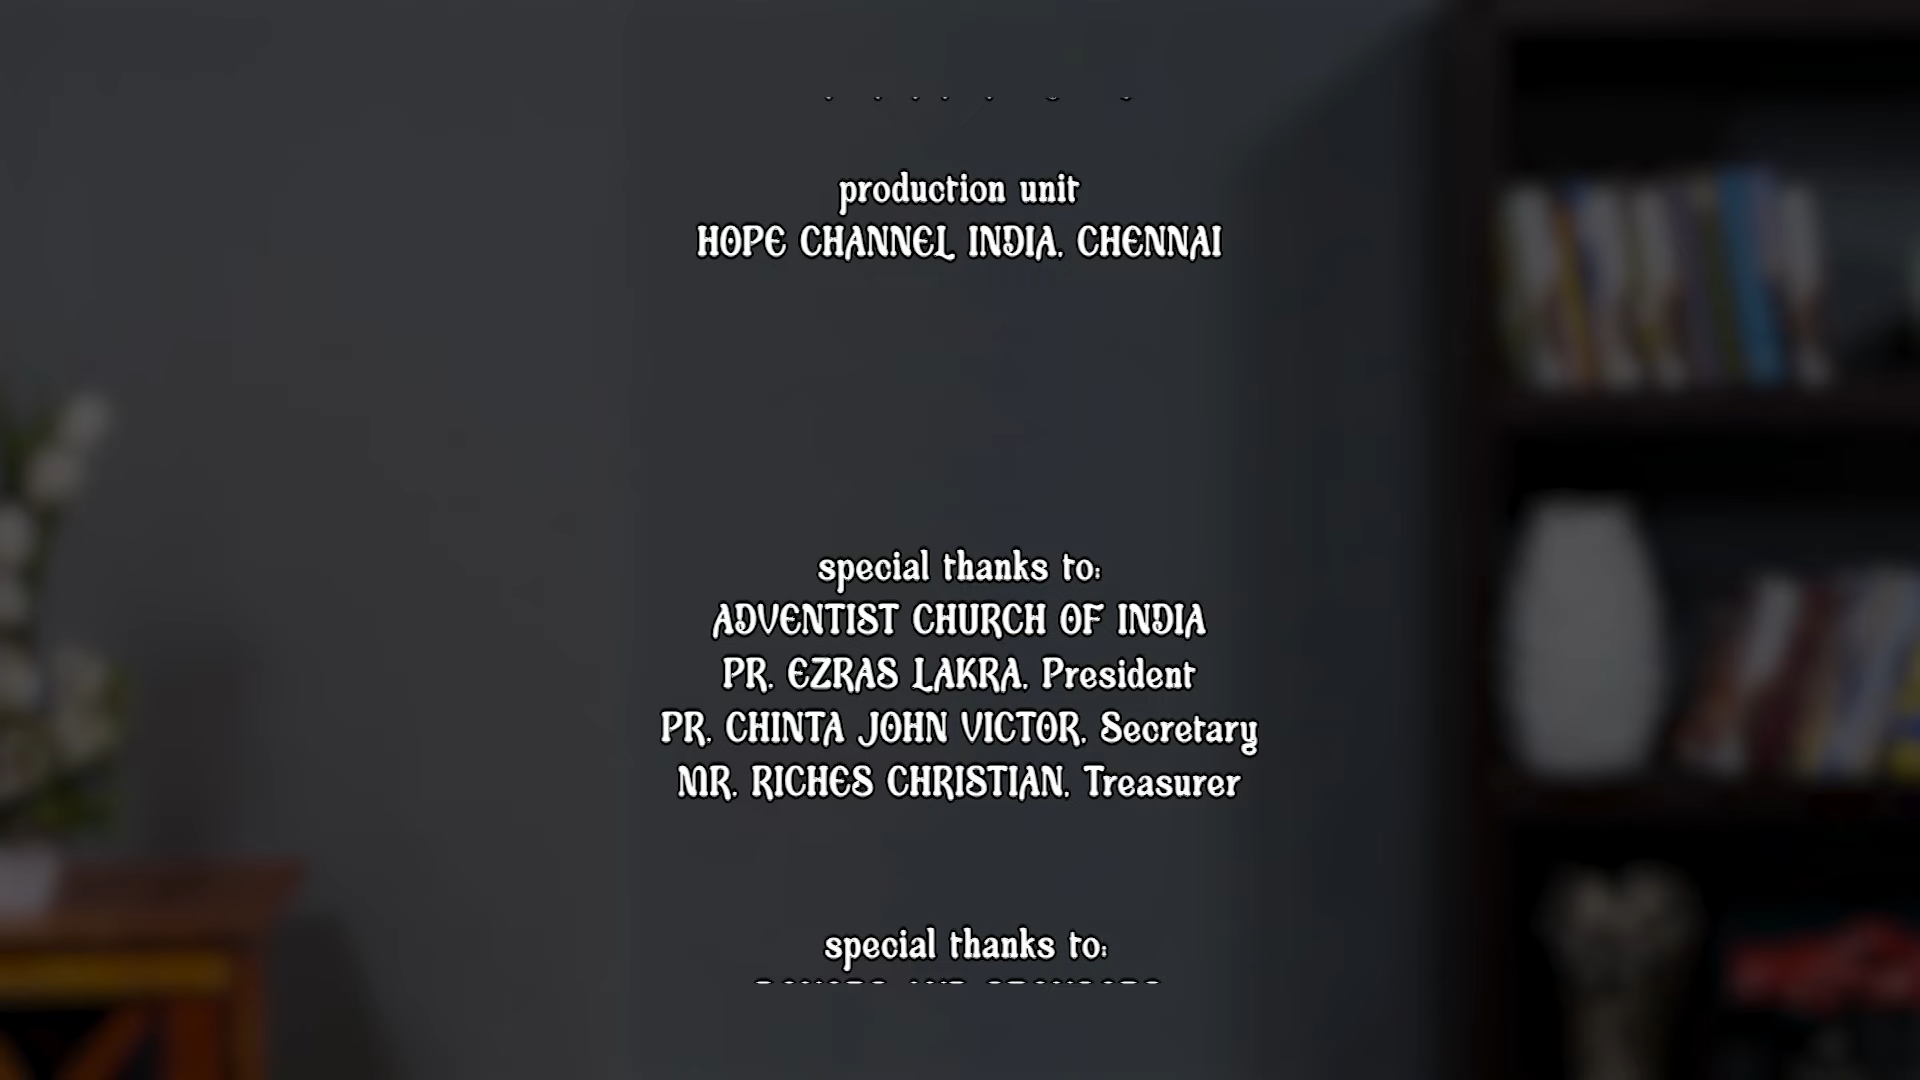 production unit
HOPE CHANNEL INDIA, CHENNAI
special thanks to:
ADVENTIST CHURCH OF INDIA
PR. EZRAS LAKRA, President
PR. CHINTA JOHN VICTOR, Secretary
MR. RICHES CHRISTIAN, Treasurer
special thanks to: